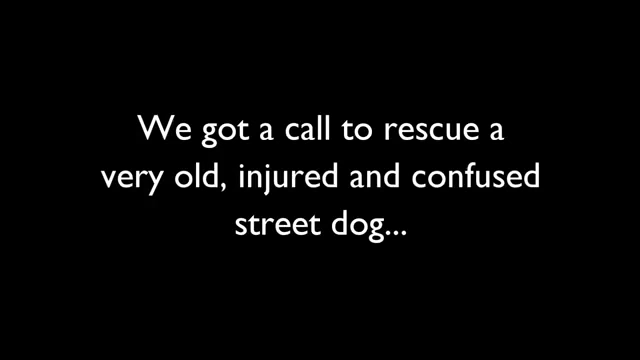 We got a call to rescue a
very old, injured and confused
street dog...